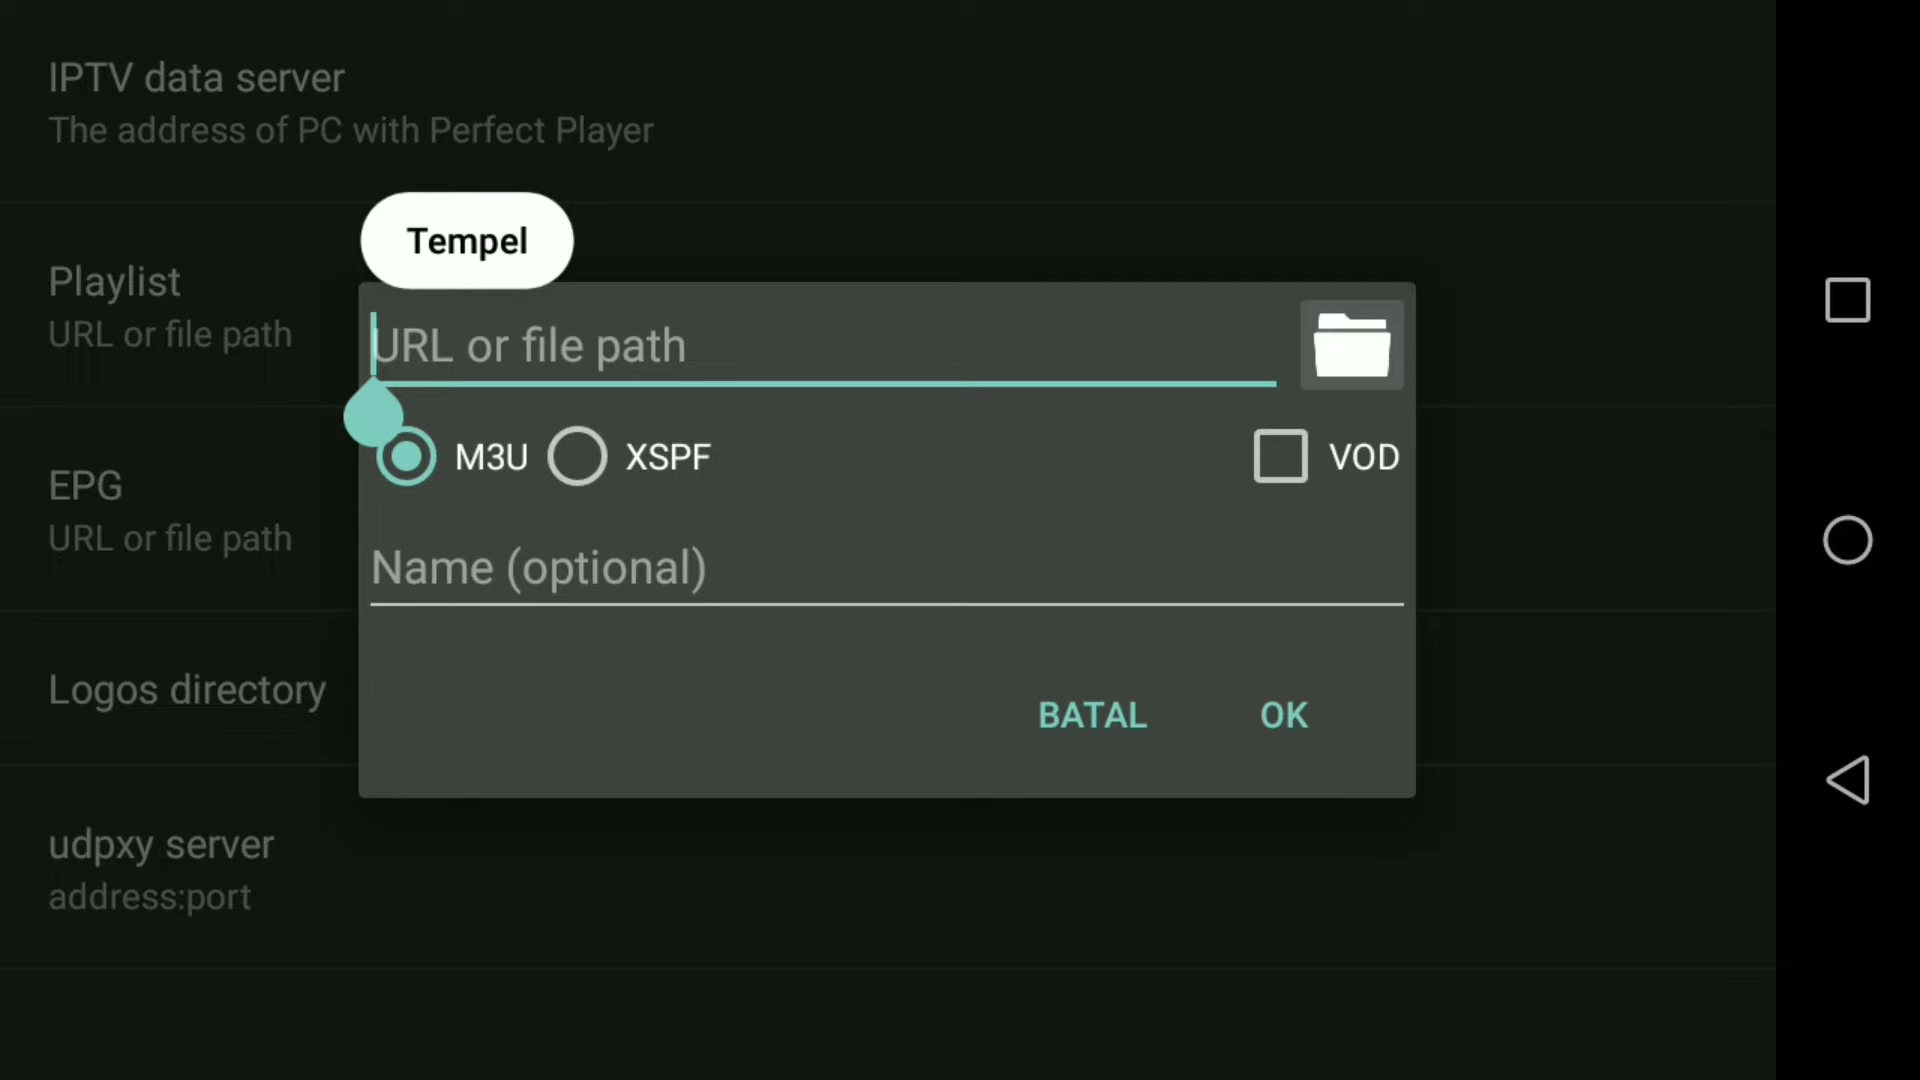 IPTV data server
The address of PC with Perfect Player
Tempel
Playlist
URL or file path
URL or file path
M3U
XSPF
VOD
EPG
URL or file path
Name (optional)
Logos directory
BATAL
OK
udpxy server
address:port